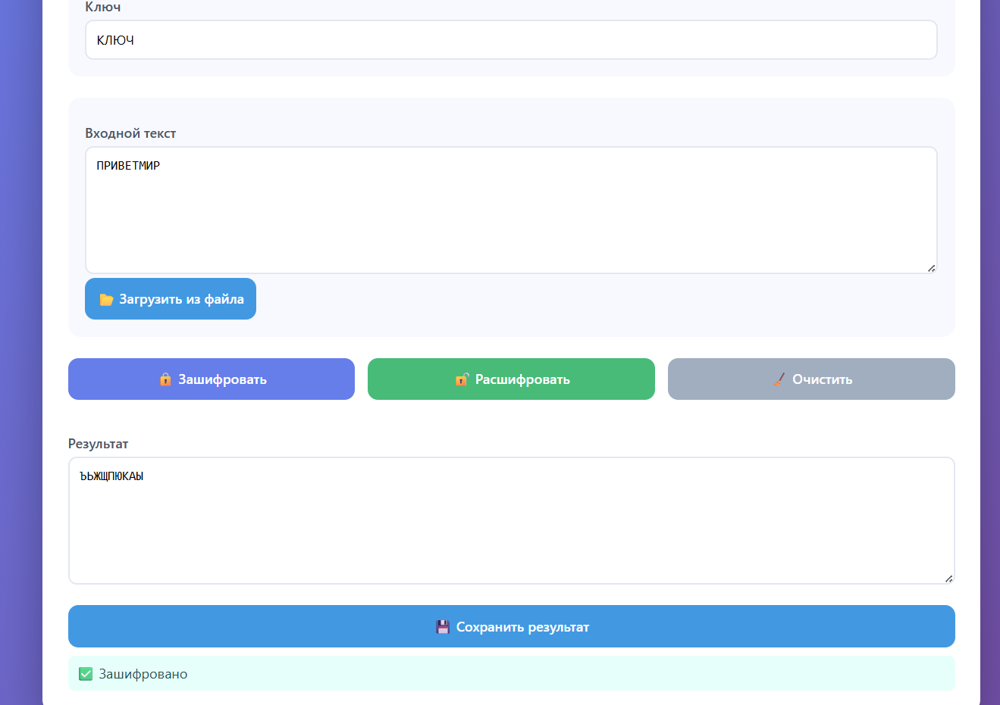 Ключ
КЛЮЧ
Входной текст
ПРИВЕТМИР
Загрузить из файла
Зашифровать
Расшифровать
Очистить
Результат
ЪЬЖЩПЮКАЫ
Сохранить результат
Зашифровано